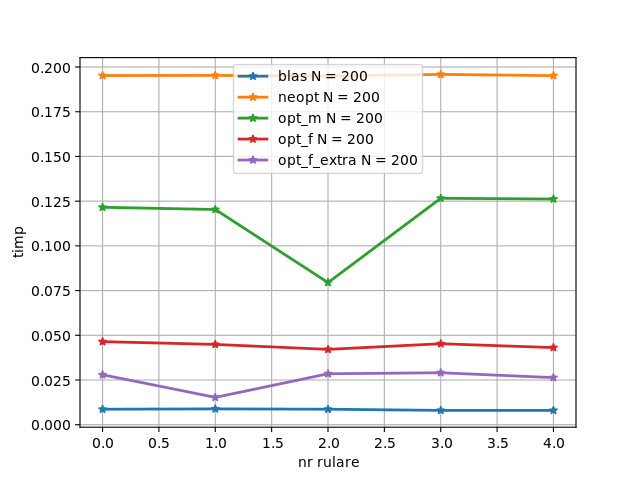 timp
0.200
0.175
0.150
0.125
0.100
0.075
0.050
0.025
0.000
blas N = 200
neopt N = 200
opt_m N = 200
opt_f N = 200
opt_f_extra N = 200
0.0 0.5 1.0 1.5 2.0 2.5 3.0 3.5 4.0
nr rulare